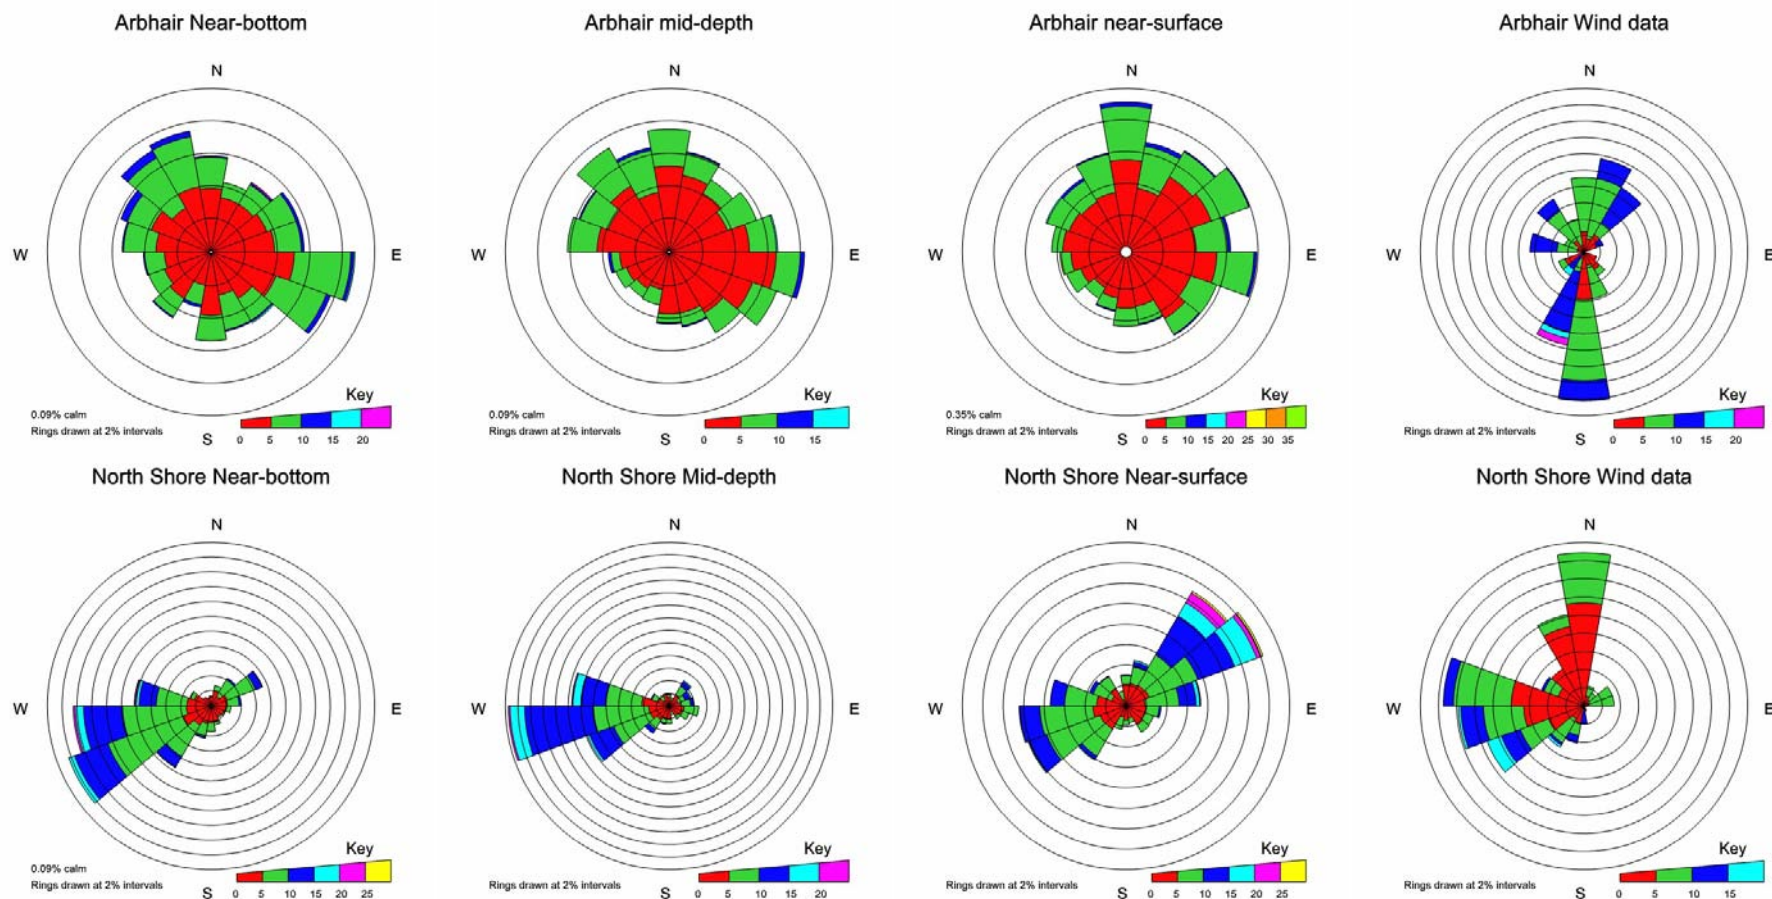 Arbhair Near-bottom
N
W
E
S
0.09% calm
Rings drawn at 2% intervals
Key
0 5 10 15 20
Arbhair mid-depth
N
W
E
S
0.09% calm
Rings drawn at 2% intervals
Key
0 5 10 15
Arbhair near-surface
N
W
E
S
0.35% calm
Rings drawn at 2% intervals
Key
0 5 10 15 20 25 30 35
Arbhair Wind data
N
W
E
S
Rings drawn at 2% intervals
Key
0 5 10 15 20
North Shore Near-bottom
N
W
E
S
0.09% calm
Rings drawn at 2% intervals
Key
0 5 10 15 20 25
North Shore Mid-depth
N
W
E
S
Rings drawn at 2% intervals
Key
0 5 10 15 20
North Shore Near-surface
N
W
E
S
Rings drawn at 2% intervals
Key
0 5 10 15 20 25
North Shore Wind data
N
W
E
S
Rings drawn at 2% intervals
Key
0 5 10 15